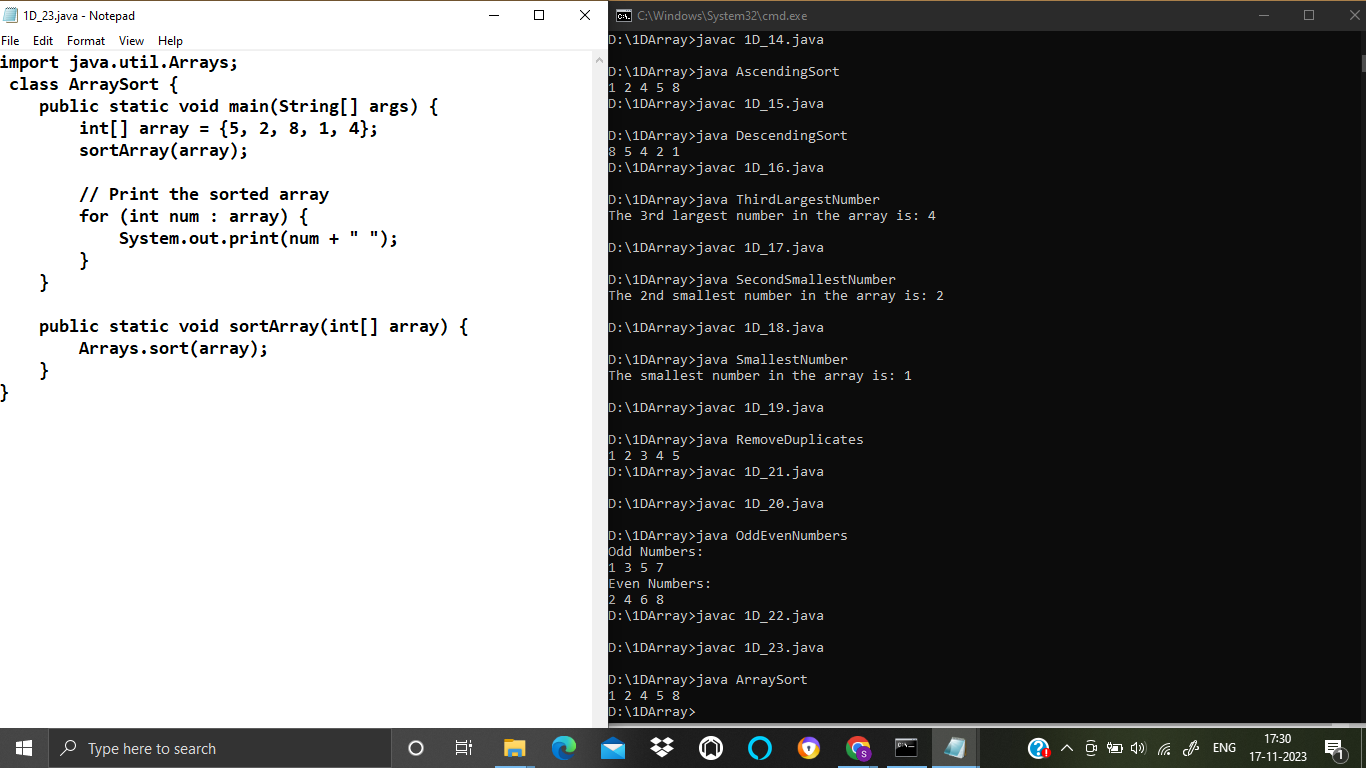 1D_23.java - Notepad
File Edit Format View Help
import java.util.Arrays;
 class ArraySort {
    public static void main(String[] args) {
        int[] array = {5, 2, 8, 1, 4};
        sortArray(array);
        // Print the sorted array
        for (int num : array) {
            System.out.print(num + " ");
        }
    }
    public static void sortArray(int[] array) {
        Arrays.sort(array);
    }
}
C:\Windows\System32\cmd.exe
D:\1DArray>javac 1D_14.java
D:\1DArray>java AscendingSort
1 2 4 5 8
D:\1DArray>javac 1D_15.java
D:\1DArray>java DescendingSort
8 5 4 2 1
D:\1DArray>javac 1D_16.java
D:\1DArray>java ThirdLargestNumber
The 3rd largest number in the array is: 4
D:\1DArray>javac 1D_17.java
D:\1DArray>java SecondSmallestNumber
The 2nd smallest number in the array is: 2
D:\1DArray>javac 1D_18.java
D:\1DArray>java SmallestNumber
The smallest number in the array is: 1
D:\1DArray>javac 1D_19.java
D:\1DArray>java RemoveDuplicates
1 2 3 4 5
D:\1DArray>javac 1D_21.java
D:\1DArray>javac 1D_20.java
D:\1DArray>java OddEvenNumbers
Odd Numbers:
1 3 5 7
Even Numbers:
2 4 6 8
D:\1DArray>javac 1D_22.java
D:\1DArray>javac 1D_23.java
D:\1DArray>java ArraySort
1 2 4 5 8
D:\1DArray>
Type here to search
S
ENG
17:30
17-11-2023
1